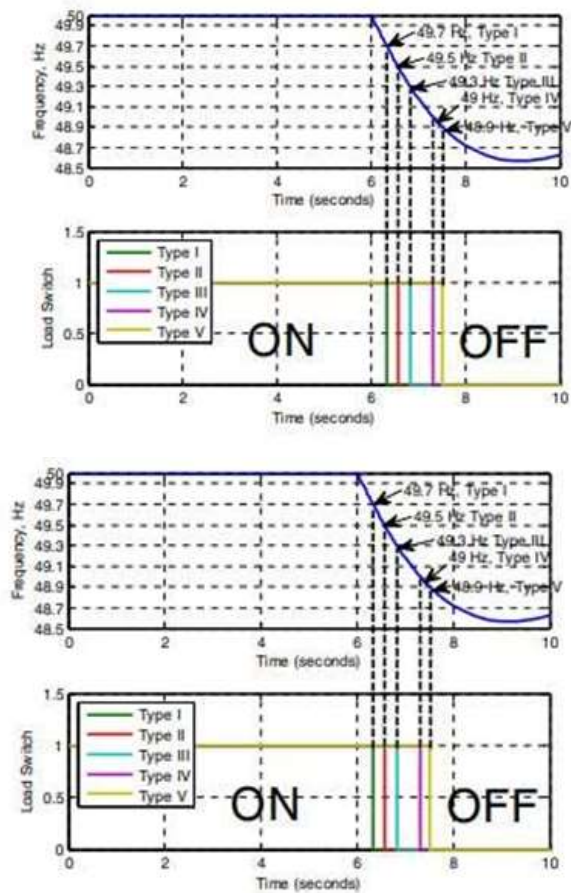 50
49.9
49.7
49.5
49.3
49.1
48.9
48.7
48.5
Frequency, Hz
49.7 Hz, Type I
49.5 Hz Type II
49.3 Hz Type III
49 Hz, Type IV
48.9 Hz, Type V
0 2 4 6 8 10
Time (seconds)
1.5
1
0.5
0
Load Switch
Type I
Type II
Type III
Type IV
Type V
ON OFF
0 2 4 6 8 10
Time (seconds)
50
49.9
49.7
49.5
49.3
49.1
48.9
48.7
48.5
Frequency, Hz
49.7 Hz, Type I
49.5 Hz Type II
49.3 Hz Type III
49 Hz, Type IV
48.9 Hz, Type V
0 2 4 6 8 10
Time (seconds)
1.5
1
0.5
0
Load Switch
Type I
Type II
Type III
Type IV
Type V
ON OFF
0 2 4 6 8 10
Time (seconds)